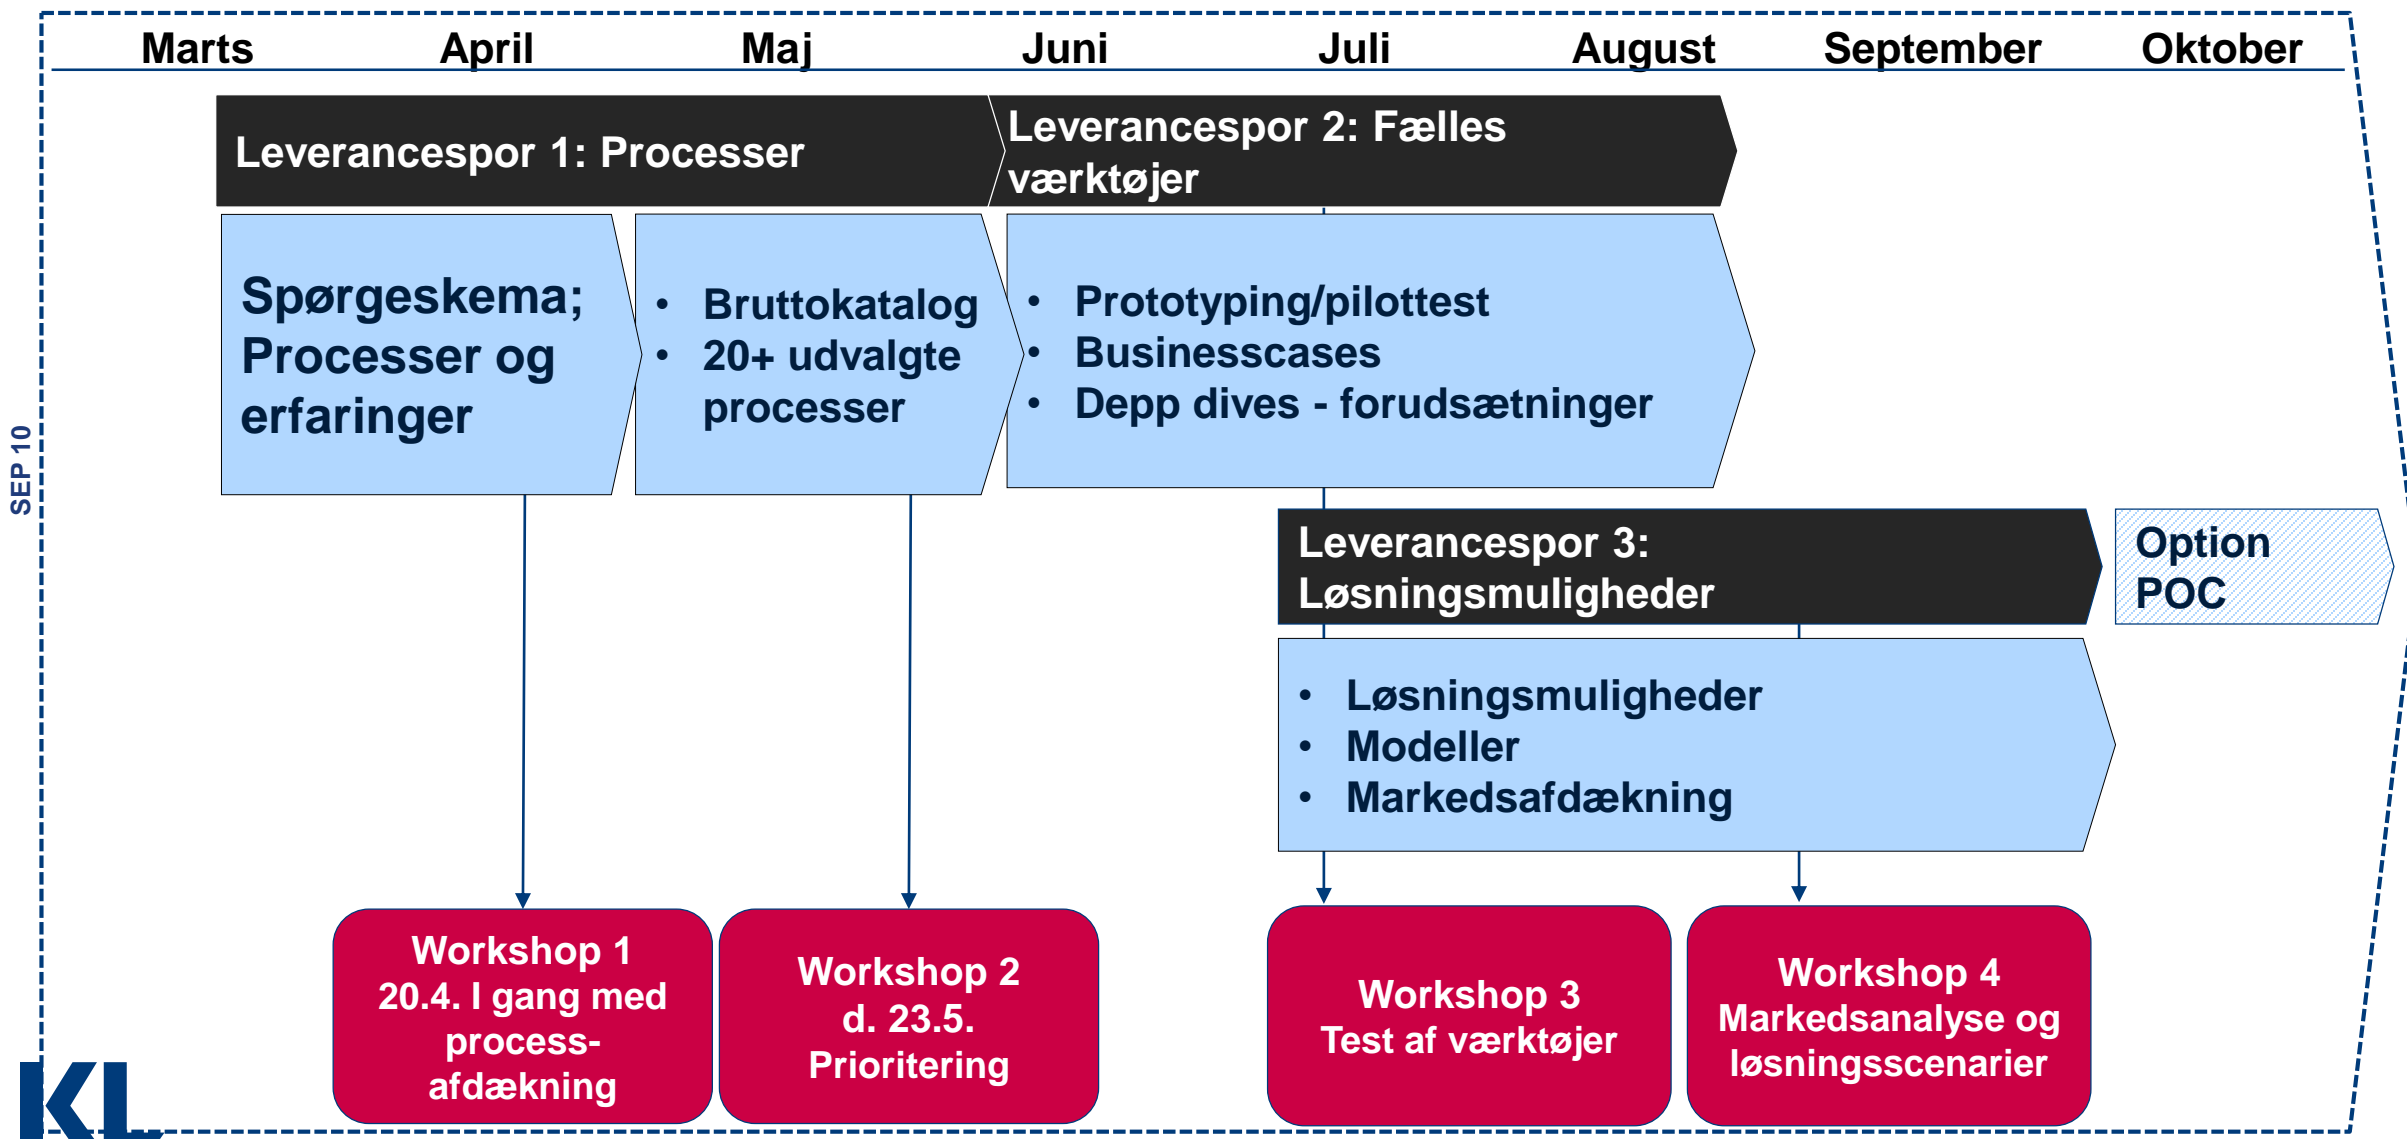 Marts April Maj Juni Juli August September Oktober
Leverancespor 1: Processer
Leverancespor 2: Fælles
værktøjer
Spørgeskema;
Processer og
erfaringer
• Bruttokatalog
• 20+ udvalgte
processer
• Prototyping/pilottest
• Businesscases
• Depp dives - forudsætninger
SEP 10
Leverancespor 3:
Løsningsmuligheder
Option
POC
• Løsningsmuligheder
• Modeller
• Markedsafdækning
Workshop 1
20.4. I gang med
process-
afdækning
Workshop 2
d. 23.5.
Prioritering
Workshop 3
Test af værktøjer
Workshop 4
Markedsanalyse og
løsningsscenarier
KL